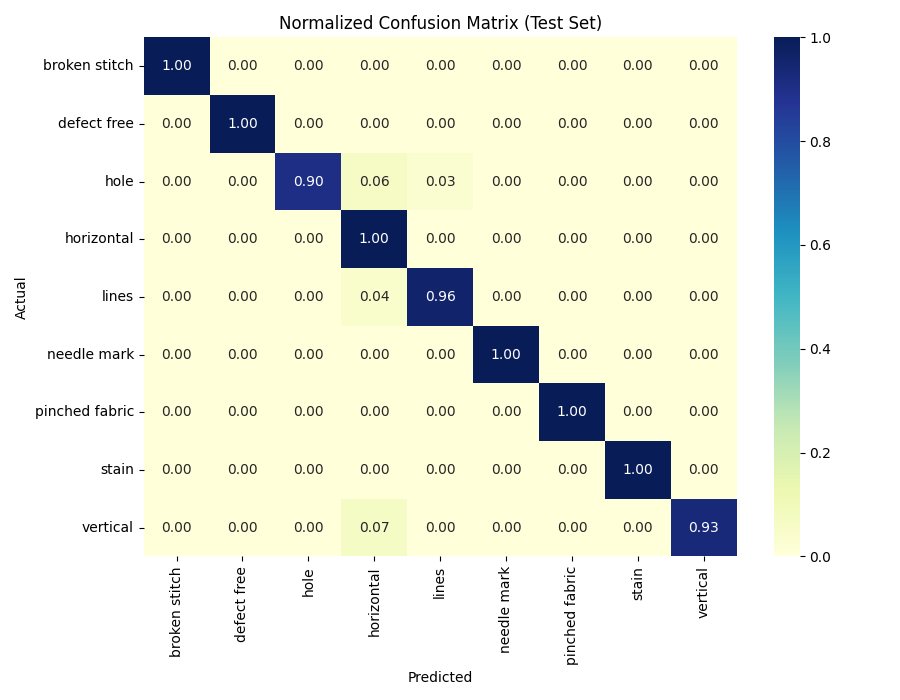 Normalized Confusion Matrix (Test Set)
broken stitch 1.00 0.00 0.00 0.00 0.00 0.00 0.00 0.00 0.00
defect free 0.00 1.00 0.00 0.00 0.00 0.00 0.00 0.00 0.00
hole 0.00 0.00 0.90 0.06 0.03 0.00 0.00 0.00 0.00
horizontal 0.00 0.00 0.00 1.00 0.00 0.00 0.00 0.00 0.00
lines 0.00 0.00 0.00 0.04 0.96 0.00 0.00 0.00 0.00
needle mark 0.00 0.00 0.00 0.00 0.00 1.00 0.00 0.00 0.00
pinched fabric 0.00 0.00 0.00 0.00 0.00 0.00 1.00 0.00 0.00
stain 0.00 0.00 0.00 0.00 0.00 0.00 0.00 1.00 0.00
vertical 0.00 0.00 0.00 0.07 0.00 0.00 0.00 0.00 0.93
Actual
broken stitch
defect free
hole
horizontal
lines
needle mark
pinched fabric
stain
vertical
Predicted
1.0
0.8
0.6
0.4
0.2
0.0